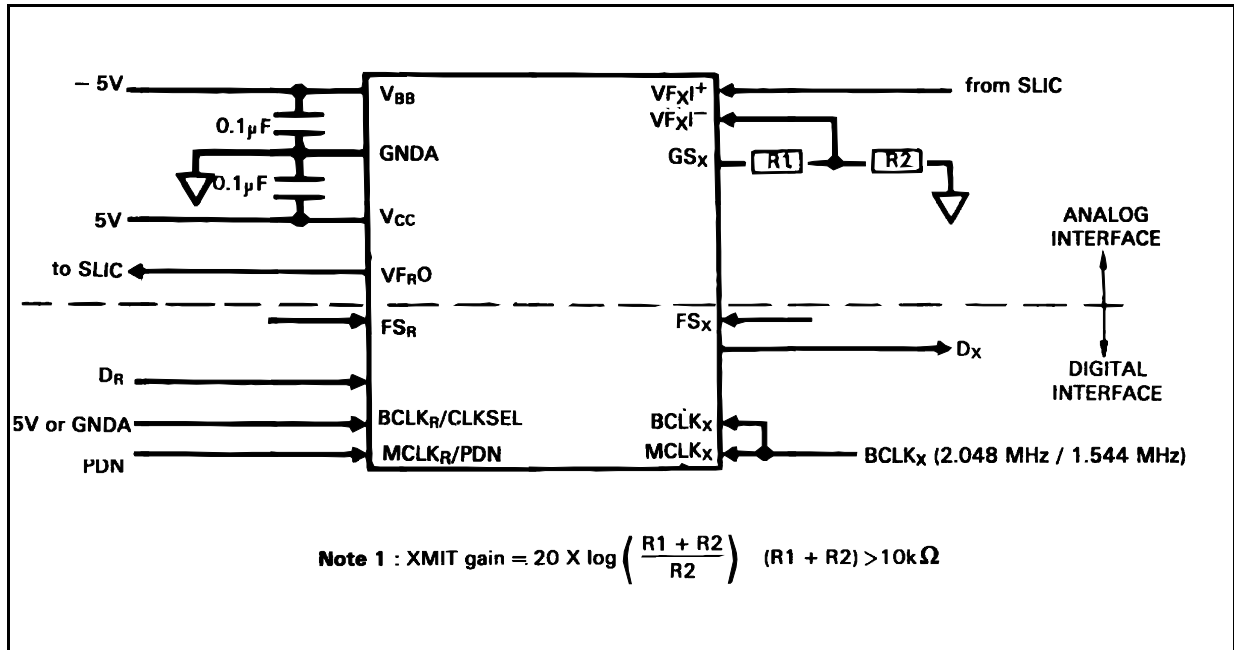 – 5V
VBB
VFXI+
from SLIC
VFXI–
0.1µF
GNDA
GSX
R1
R2
0.1µF
5V
VCC
ANALOG
INTERFACE
to SLIC
VFRO
FSR
FSX
DX
DR
DIGITAL
INTERFACE
5V or GNDA
BCLKR/CLKSEL
BCLKX
PDN
MCLKR/PDN
MCLKX
BCLKX (2.048 MHz / 1.544 MHz)
Note 1 : XMIT gain = 20 X log ( R1 + R2 / R2 ) (R1 + R2) > 10kΩ